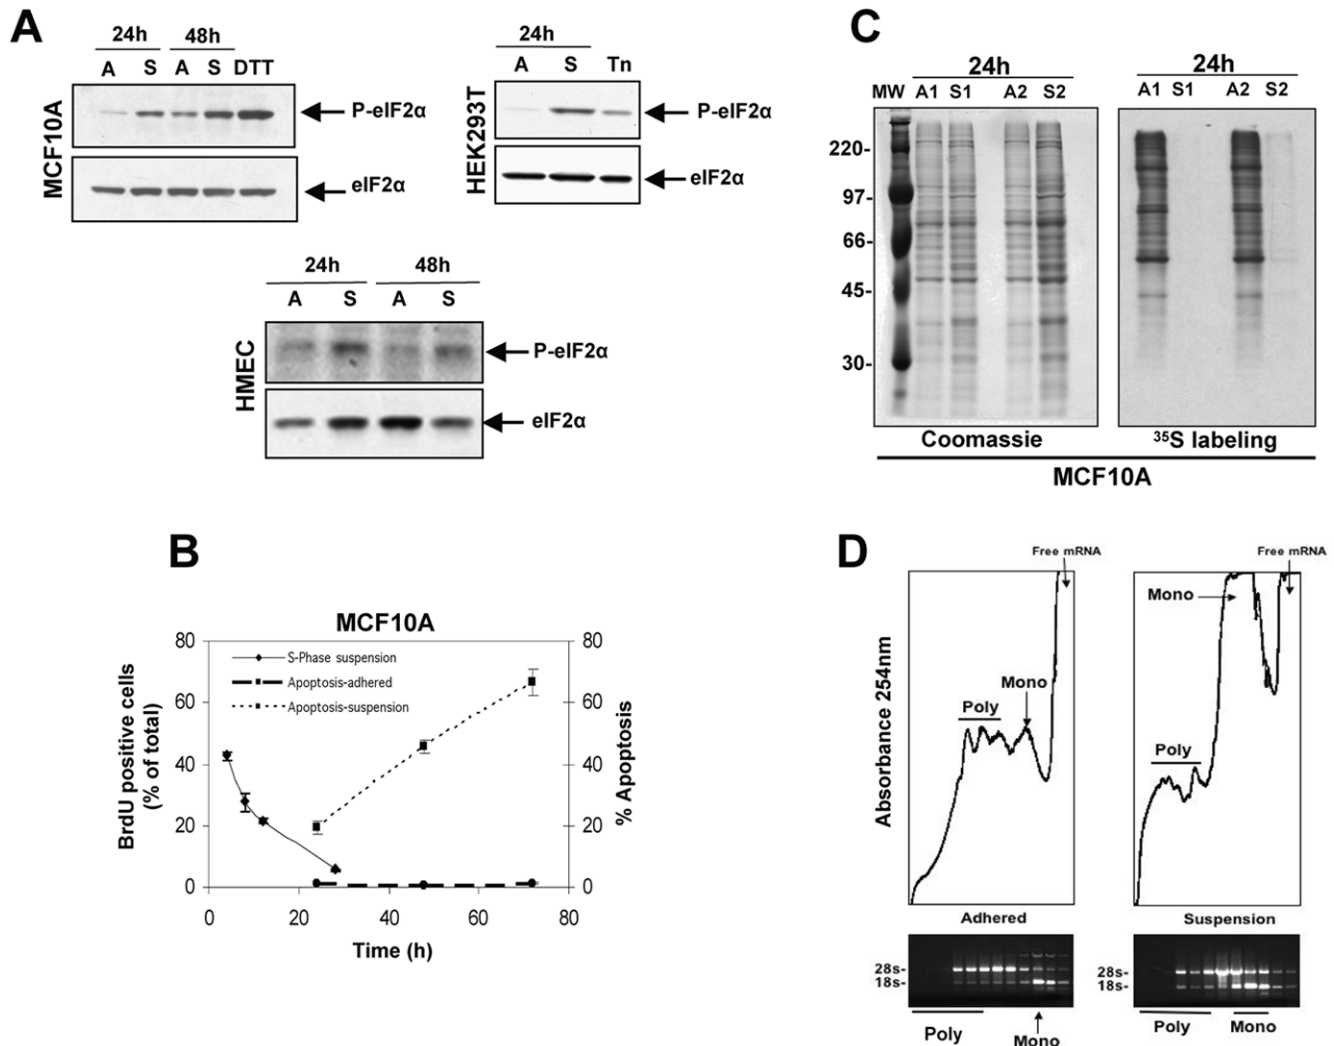 A
24h 48h
A S A S DTT
MCF10A
P-eIF2α
eIF2α
24h
A S Tn
HEK293T
P-eIF2α
eIF2α
24h 48h
A S A S
HMEC
P-eIF2α
eIF2α
B
MCF10A
S-Phase suspension
Apoptosis-adhered
Apoptosis-suspension
BrdU positive cells
(% of total)
80
60
40
20
0
% Apoptosis
80
60
40
20
0
0 20 40 60 80
Time (h)
C
24h
MW A1 S1 A2 S2
220-
97-
66-
45-
30-
Coomassie
24h
A1 S1 A2 S2
35S labeling
MCF10A
D
Absorbance 254nm
Free mRNA
Poly
Mono
Adhered
28s-
18s-
Poly
Mono
Free mRNA
Mono
Poly
Suspension
28s-
18s-
Poly
Mono